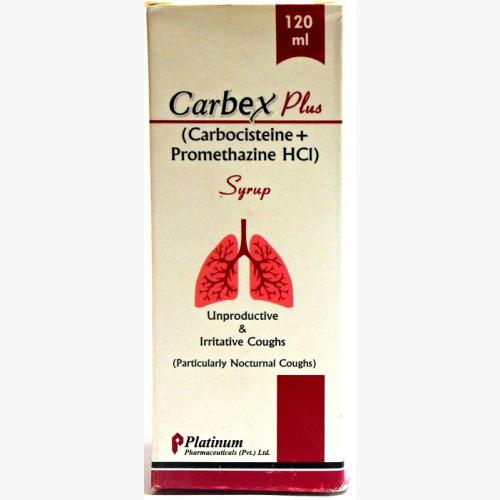 120
ml
Carbex Plus
(Carbocisteine +
Promethazine HCl)
Syrup
Unproductive
&
Irritative Coughs
(Particularly Nocturnal Coughs)
Platinum
Pharmaceuticals (Pvt.) Ltd.